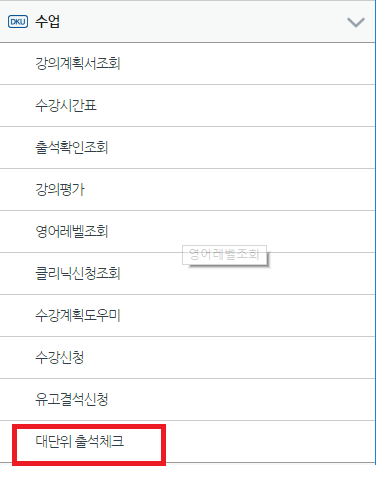 DKU 수업
강의계획서조회
수강시간표
출석확인조회
강의평가
영어레벨조회
영어레벨조회
클리닉신청조회
수강계획도우미
수강신청
유고결석신청
대단위 출석체크